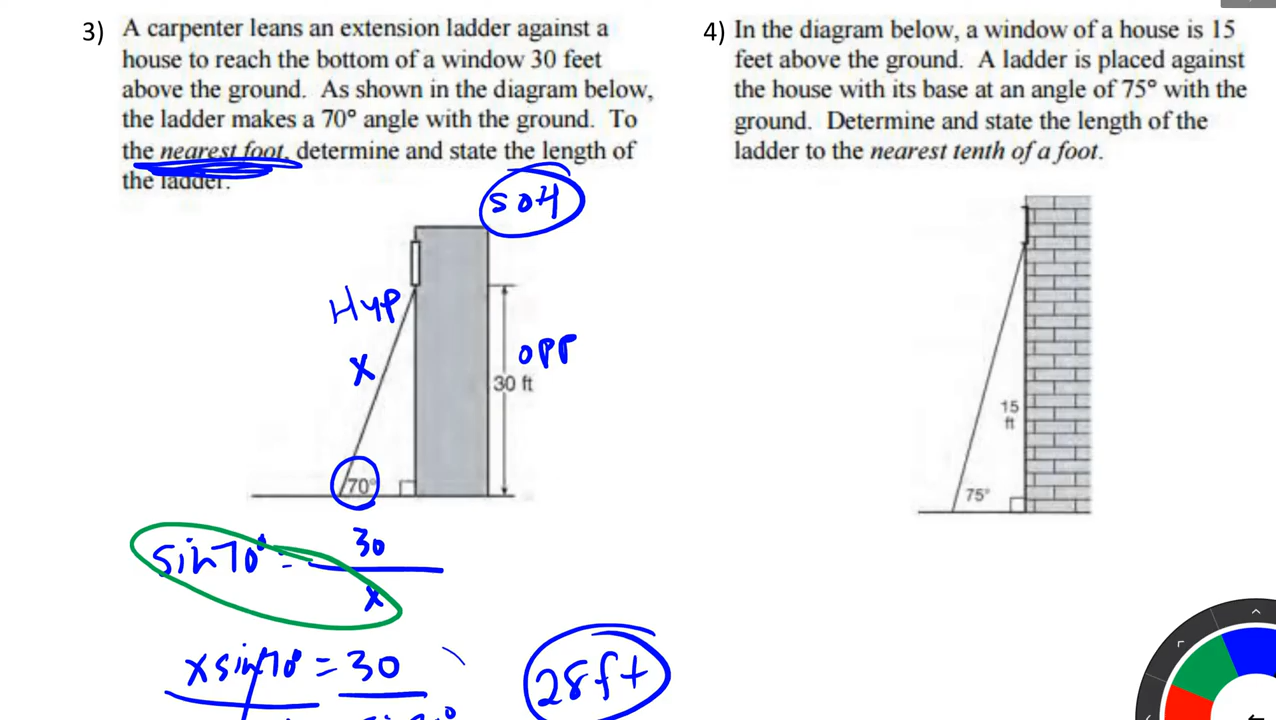 3) A carpenter leans an extension ladder against a
house to reach the bottom of a window 30 feet
above the ground. As shown in the diagram below,
the ladder makes a 70° angle with the ground. To
the nearest foot, determine and state the length of
the ladder.
SOH
Hyp
X
opp
30 ft
70°
sin70° = 30
x
x sin70° = 30
28ft
4) In the diagram below, a window of a house is 15
feet above the ground. A ladder is placed against
the house with its base at an angle of 75° with the
ground. Determine and state the length of the
ladder to the nearest tenth of a foot.
15
ft
75°